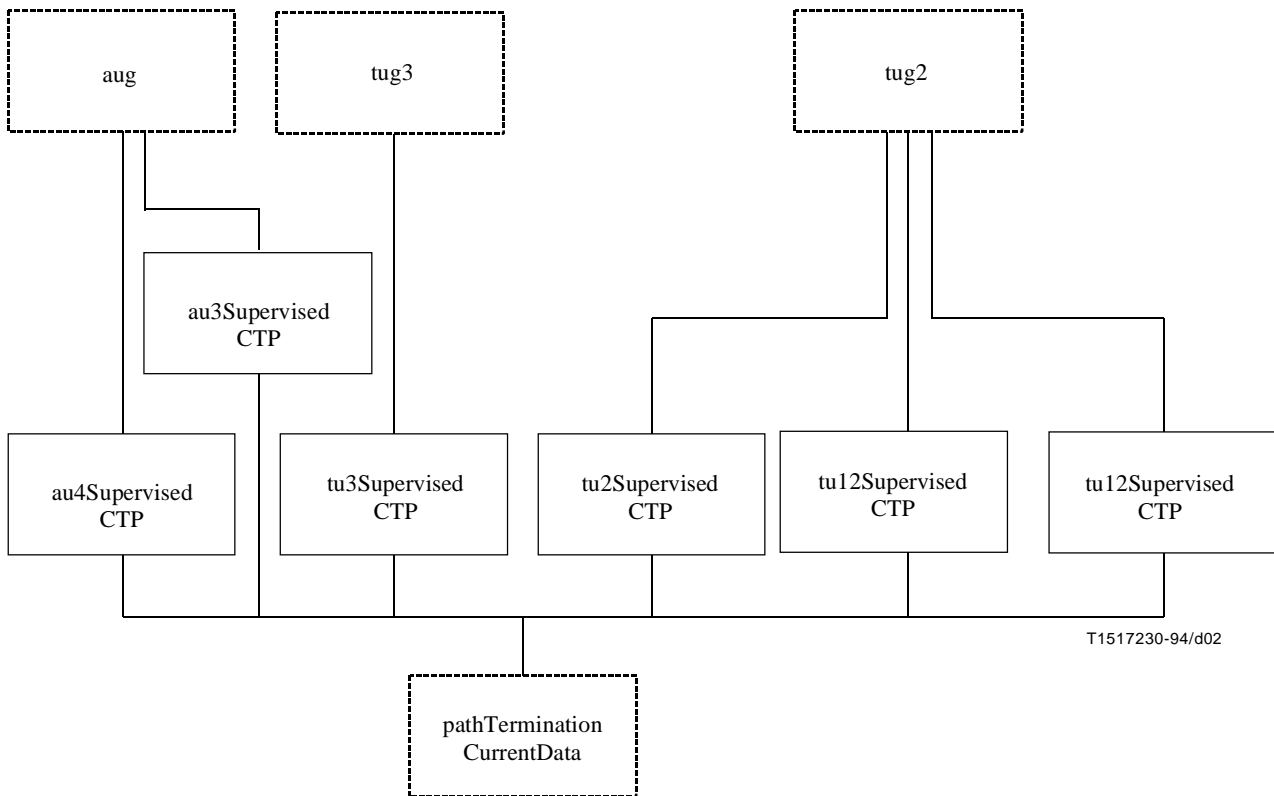 aug
tug3
tug2
au3Supervised
CTP
au4Supervised
CTP
tu3Supervised
CTP
tu2Supervised
CTP
tu12Supervised
CTP
tu12Supervised
CTP
T1517230-94/d02
pathTermination
CurrentData